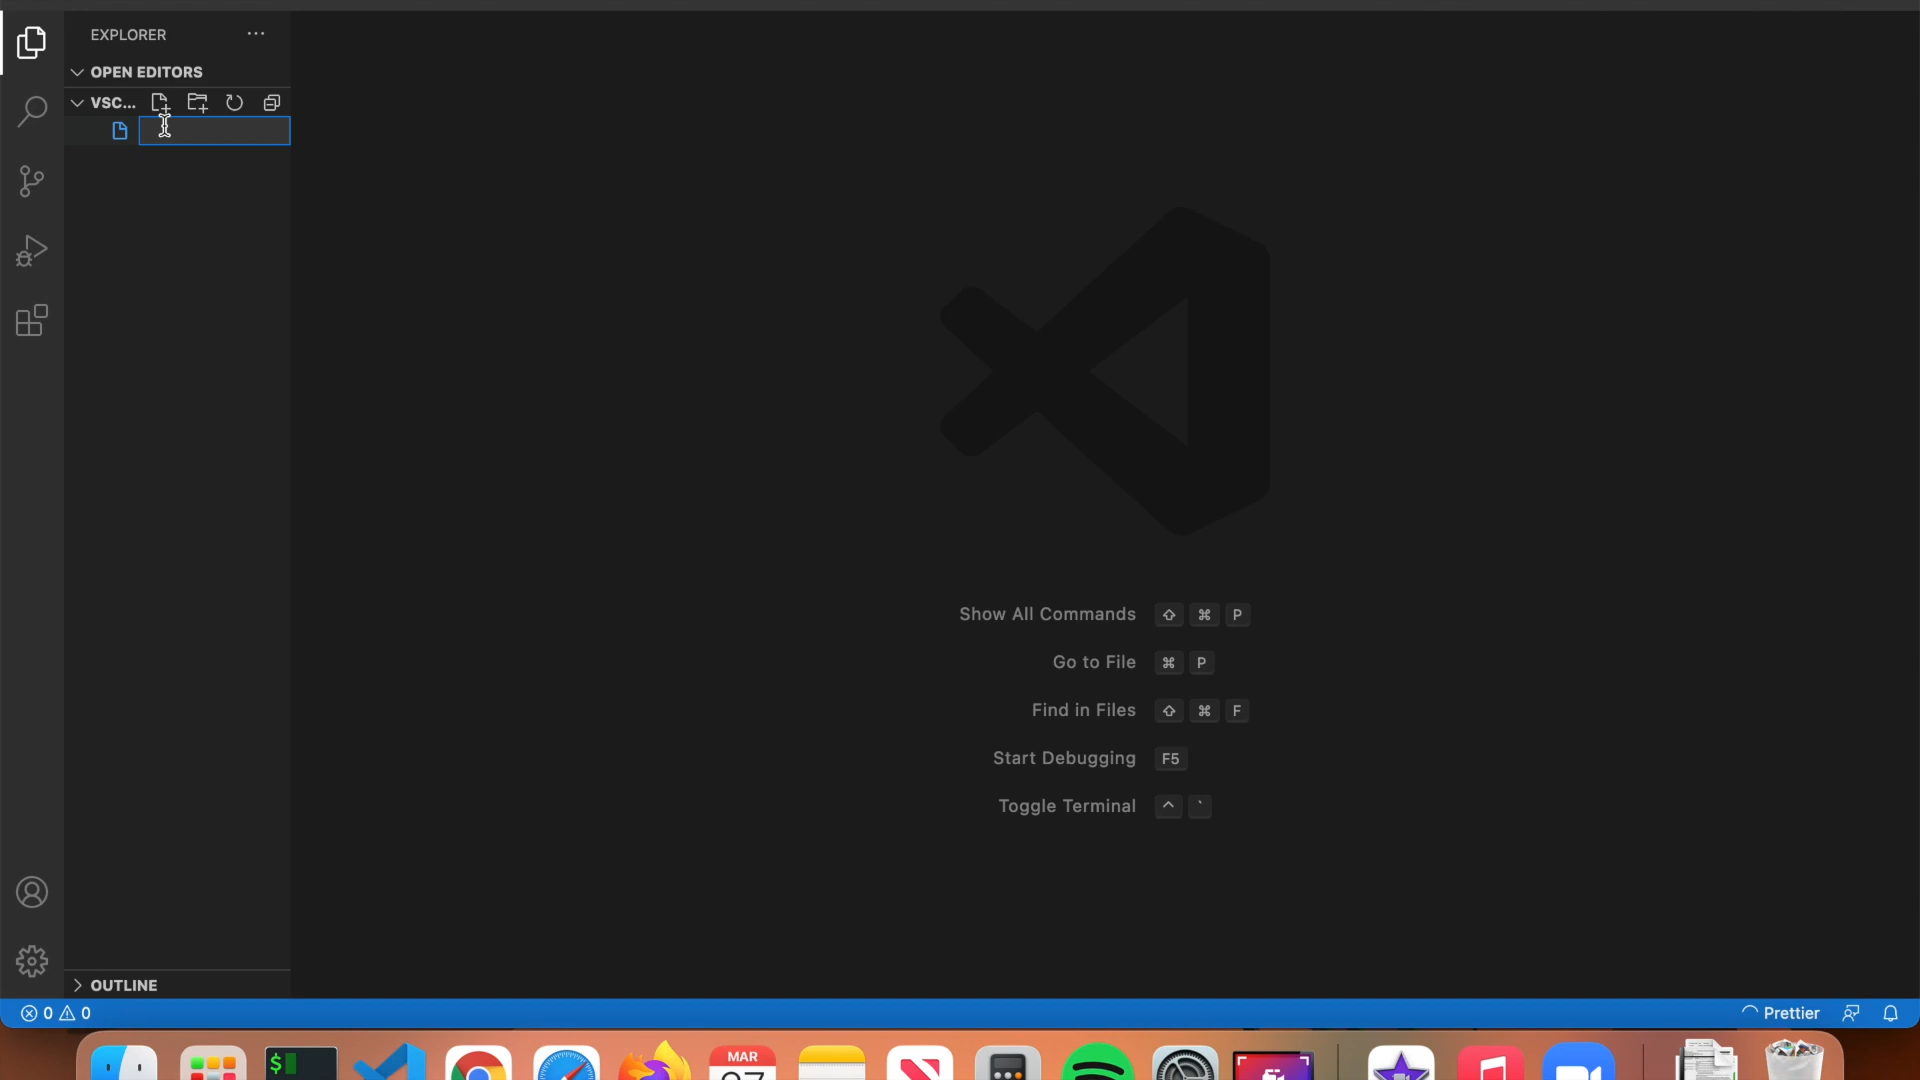 EXPLORER
OPEN EDITORS
VSC...
Show All Commands ⇧ ⌘ P
Go to File ⌘ P
Find in Files ⇧ ⌘ F
Start Debugging F5
Toggle Terminal ^ `
OUTLINE
0 0
Prettier
$
MAR